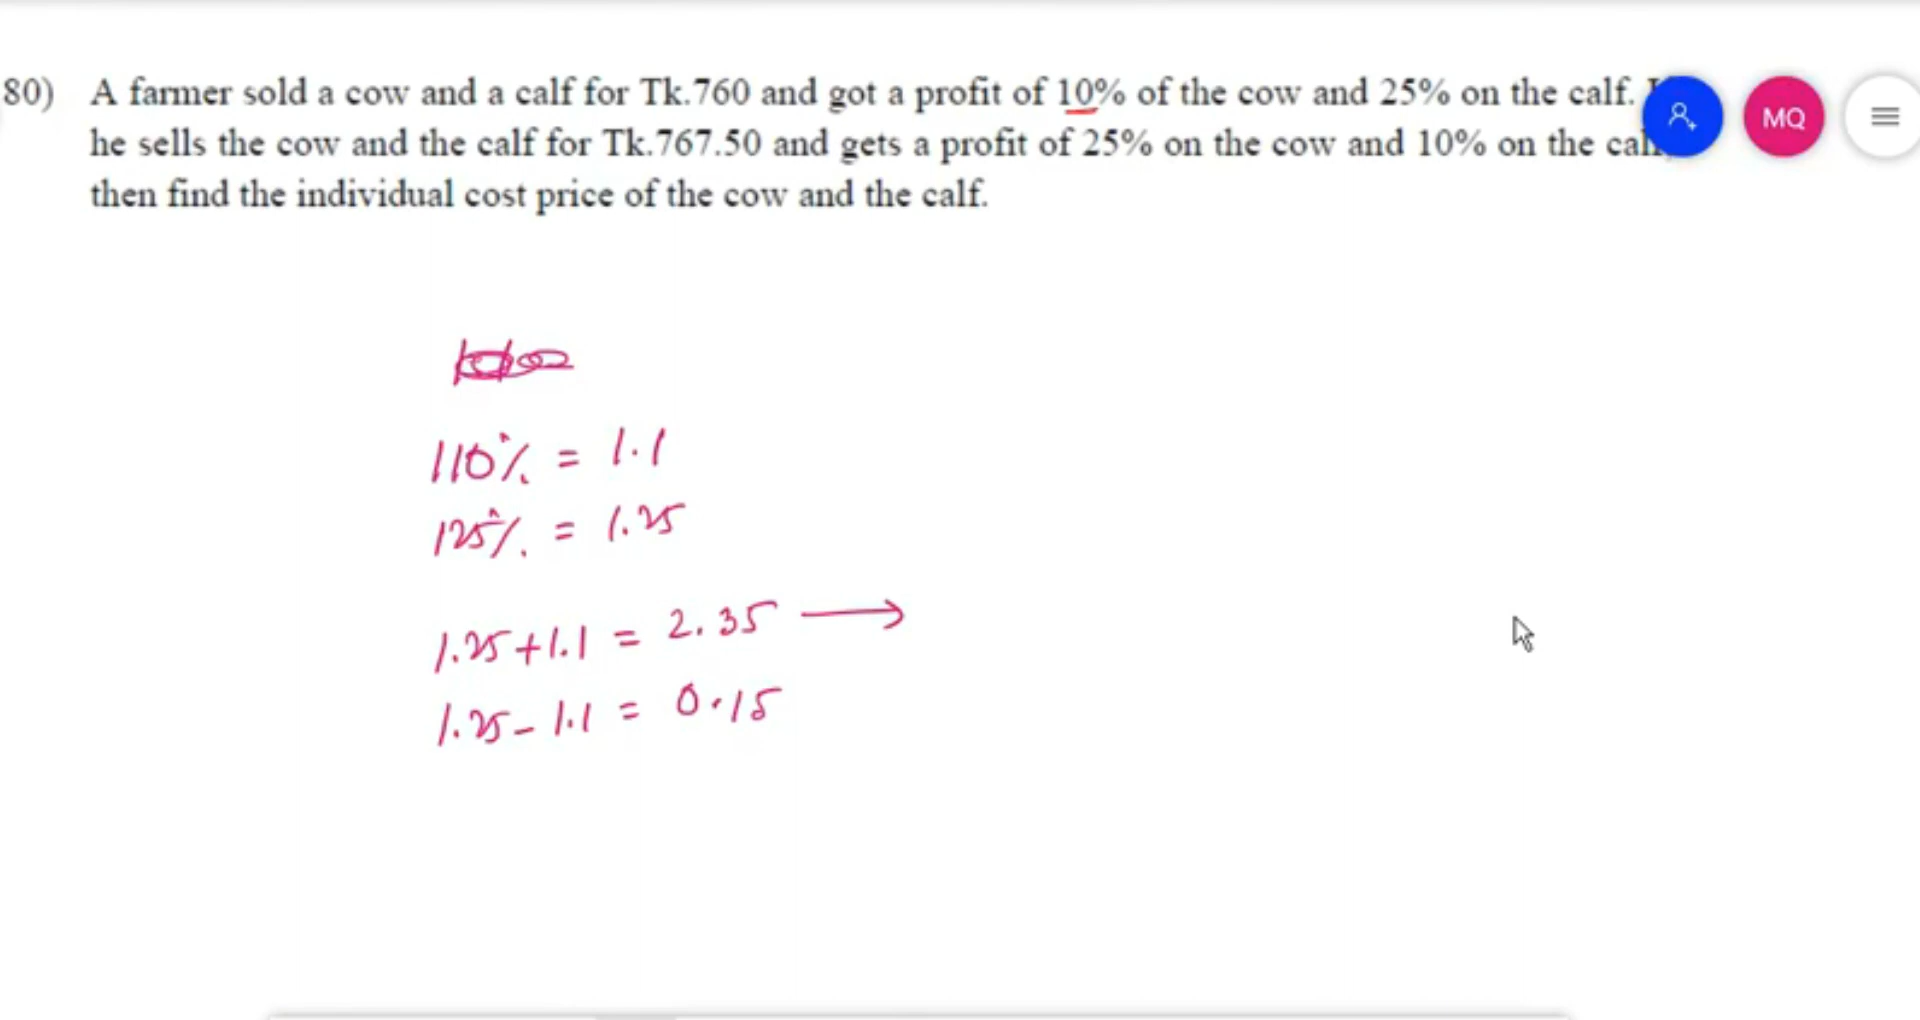 80) A farmer sold a cow and a calf for Tk.760 and got a profit of 10% of the cow and 25% on the calf.
he sells the cow and the calf for Tk.767.50 and gets a profit of 25% on the cow and 10% on the
then find the individual cost price of the cow and the calf.
MQ
110% = 1.1
125% = 1.25
1.25+1.1 = 2.35 →
1.25-1.1 = 0.15